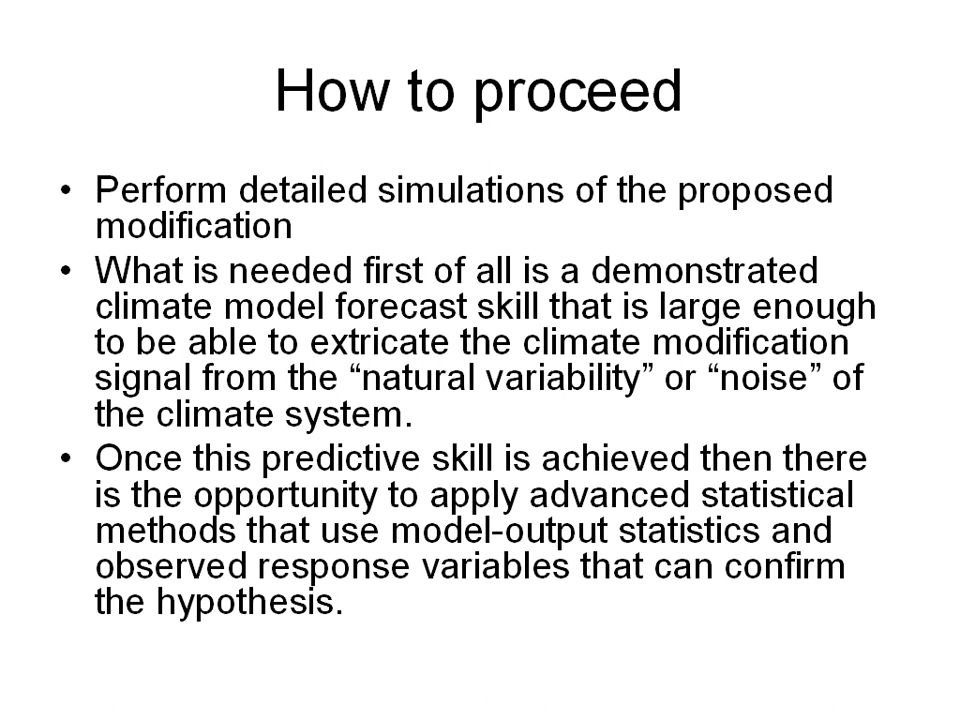 How to proceed
• Perform detailed simulations of the proposed
modification
• What is needed first of all is a demonstrated
climate model forecast skill that is large enough
to be able to extricate the climate modification
signal from the “natural variability” or “noise” of
the climate system.
• Once this predictive skill is achieved then there
is the opportunity to apply advanced statistical
methods that use model-output statistics and
observed response variables that can confirm
the hypothesis.